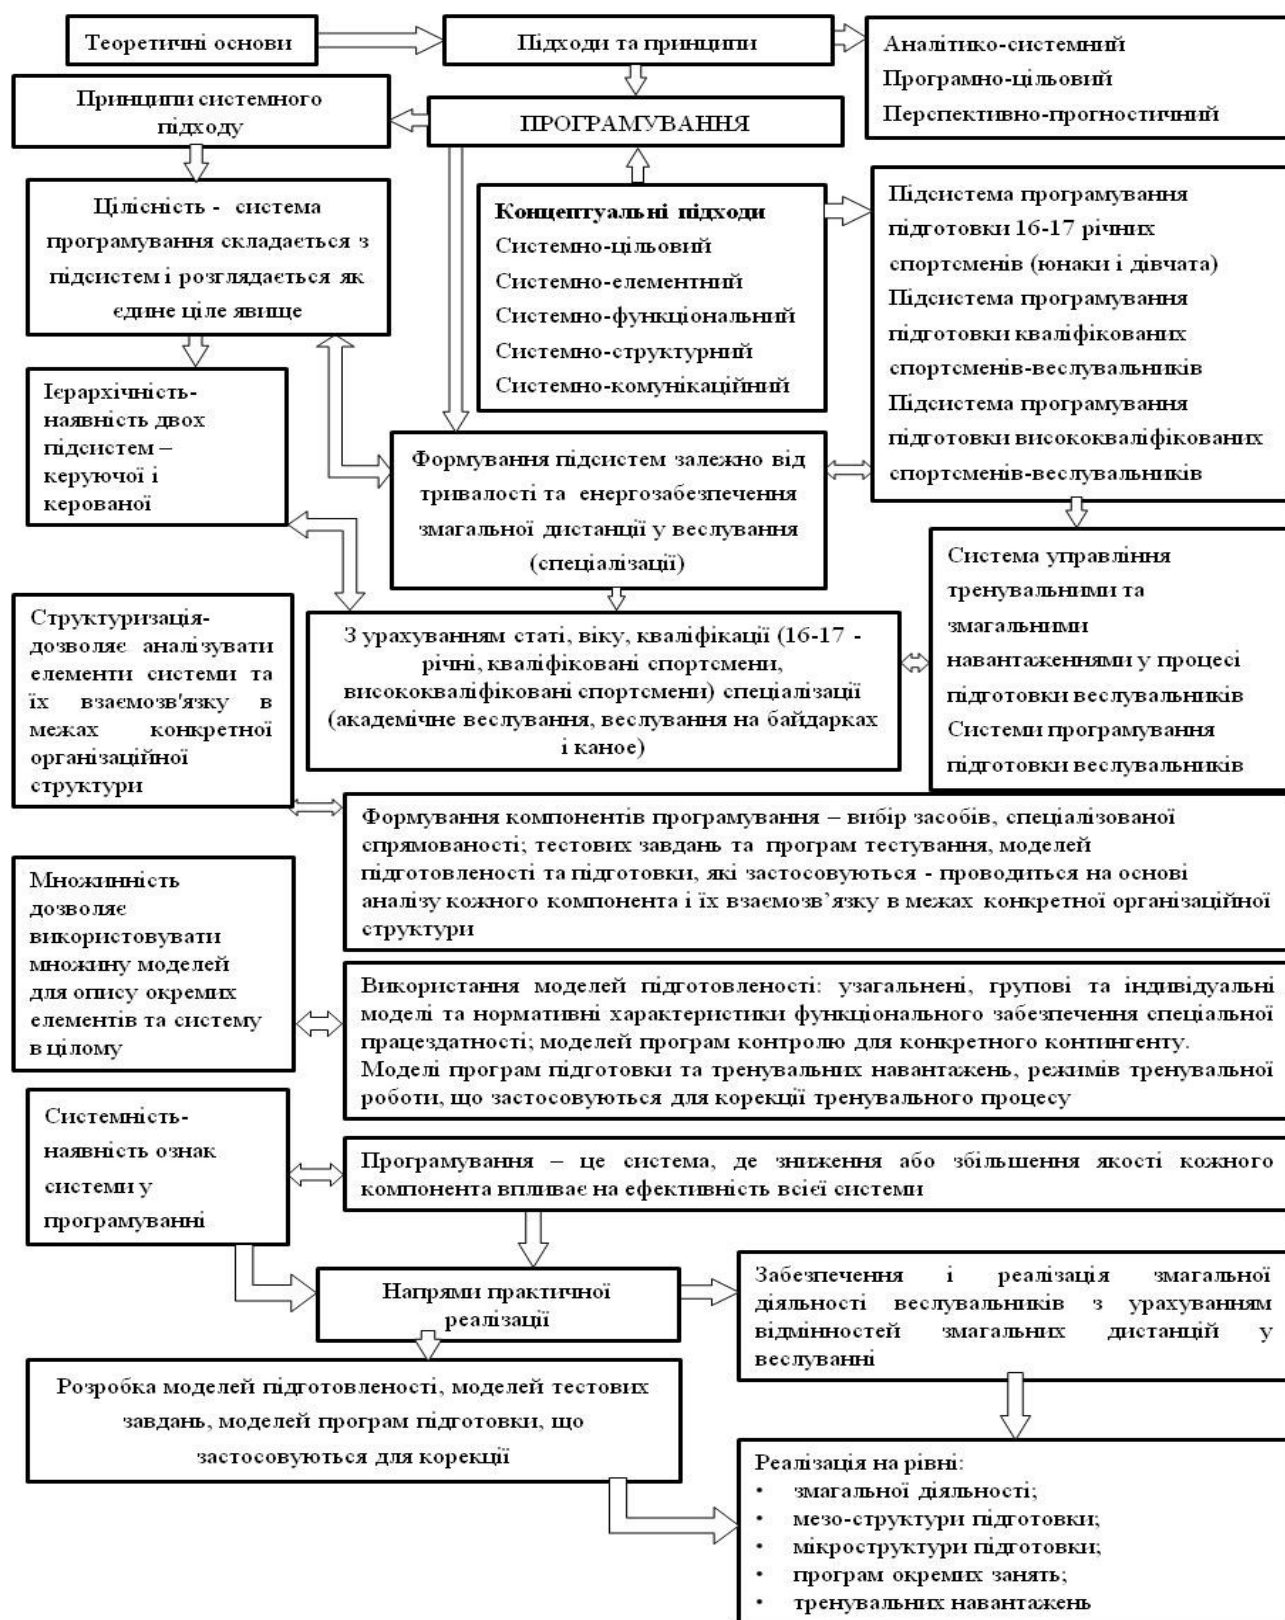 Теоретичні основи
Підходи та принципи
Аналітико-системний
Програмно-цільовий
Перспективно-прогностичний
Принципи системного
підходу
ПРОГРАМУВАННЯ
Цілісність - система
програмування складається з
підсистем і розглядається як
єдине ціле явище
Концептуальні підходи
Системно-цільовий
Системно-елементний
Системно-функціональний
Системно-структурний
Системно-комунікаційний
Підсистема програмування
підготовки 16-17 річних
спортсменів (юнаки і дівчата)
Підсистема програмування
підготовки кваліфікованих
спортсменів-веслувальників
Підсистема програмування
підготовки висококваліфікованих
спортсменів-веслувальників
Ієрархічність-
наявність двох
підсистем –
керуючої і
керованої
Формування підсистем залежно від
тривалості та енергозабезпечення
змагальної дистанції у веслування
(спеціалізації)
Система управління
тренувальними та
змагальними
навантаженнями у процесі
підготовки веслувальників
Системи програмування
підготовки веслувальників
Структуризація-
дозволяє аналізувати
елементи системи та
їх взаємозв'язку в
межах конкретної
організаційної
структури
З урахуванням статі, віку, кваліфікації (16-17 -
річні, кваліфіковані спортсмени,
висококваліфіковані спортсмени) спеціалізації
(академічне веслування, веслування на байдарках
і каное)
Формування компонентів програмування – вибір засобів, спеціалізованої
спрямованості; тестових завдань та програм тестування, моделей
підготовленості та підготовки, які застосовуються - проводиться на основі
аналізу кожного компонента і їх взаємозв’язку в межах конкретної організаційної
структури
Множинність
дозволяє
використовувати
множину моделей
для опису окремих
елементів та систему
в цілому
Використання моделей підготовленості: узагальнені, групові та індивідуальні
моделі та нормативні характеристики функціонального забезпечення спеціальної
працездатності; моделей програм контролю для конкретного контингенту.
Моделі програм підготовки та тренувальних навантажень, режимів тренувальної
роботи, що застосовуються для корекції тренувального процесу
Системність-
наявність ознак
системи у
програмуванні
Програмування – це система, де зниження або збільшення якості кожного
компонента впливає на ефективність всієї системи
Напрями практичної
реалізації
Забезпечення і реалізація змагальної
діяльності веслувальників з урахуванням
відмінностей змагальних дистанцій у
веслуванні
Розробка моделей підготовленості, моделей тестових
завдань, моделей програм підготовки, що
застосовуються для корекції
Реалізація на рівні:
• змагальної діяльності;
• мезо-структури підготовки;
• мікроструктури підготовки;
• програм окремих занять;
• тренувальних навантажень